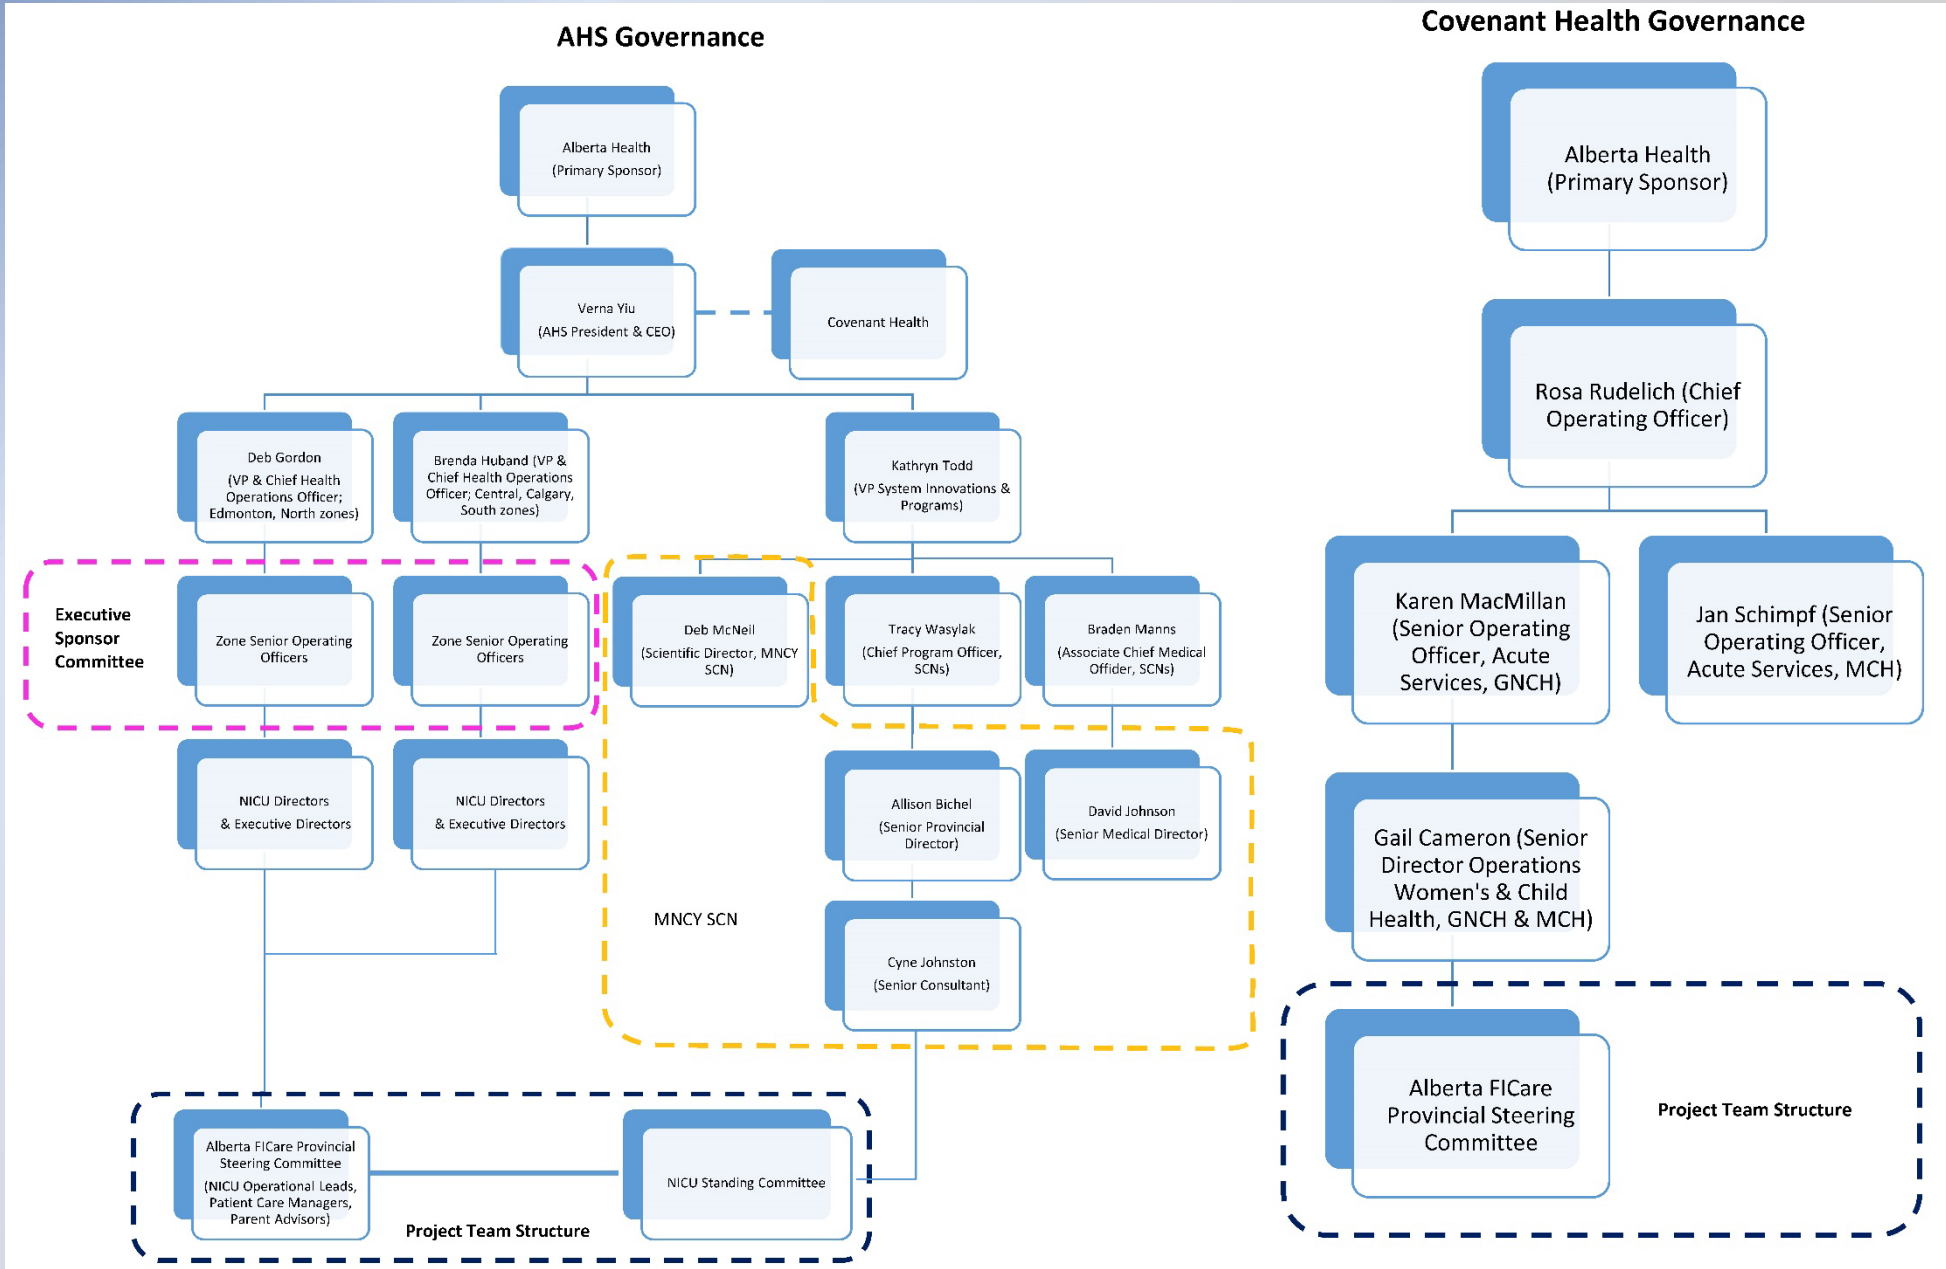 AHS Governance
Alberta Health
(Primary Sponsor)
Verna Yiu
(AHS President & CEO)
Covenant Health
Deb Gordon
(VP & Chief Health
Operations Officer;
Edmonton, North zones)
Brenda Huband (VP &
Chief Health Operations
Officer; Central, Calgary,
South zones)
Kathryn Todd
(VP System Innovations &
Programs)
Executive
Sponsor
Committee
Zone Senior Operating
Officers
Zone Senior Operating
Officers
Deb McNeil
(Scientific Director, MNCY
SCN)
Tracy Wasylak
(Chief Program Officer,
SCNs)
Braden Manns
(Associate Chief Medical
Offider, SCNs)
NICU Directors
& Executive Directors
NICU Directors
& Executive Directors
MNCY SCN
Allison Bichel
(Senior Provincial
Director)
David Johnson
(Senior Medical Director)
Cyne Johnston
(Senior Consultant)
Alberta FICare Provincial
Steering Committee
(NICU Operational Leads,
Patient Care Managers,
Parent Advisors)
NICU Standing Committee
Project Team Structure
Covenant Health Governance
Alberta Health
(Primary Sponsor)
Rosa Rudelich (Chief
Operating Officer)
Karen MacMillan
(Senior Operating
Officer, Acute
Services, GNCH)
Jan Schimpf (Senior
Operating Officer,
Acute Services, MCH)
Gail Cameron (Senior
Director Operations
Women's & Child
Health, GNCH & MCH)
Alberta FICare
Provincial Steering
Committee
Project Team Structure